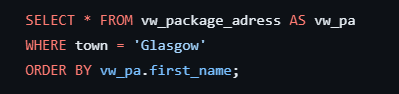 SELECT * FROM vw_package_adress AS vw_pa
WHERE town = 'Glasgow'
ORDER BY vw_pa.first_name;